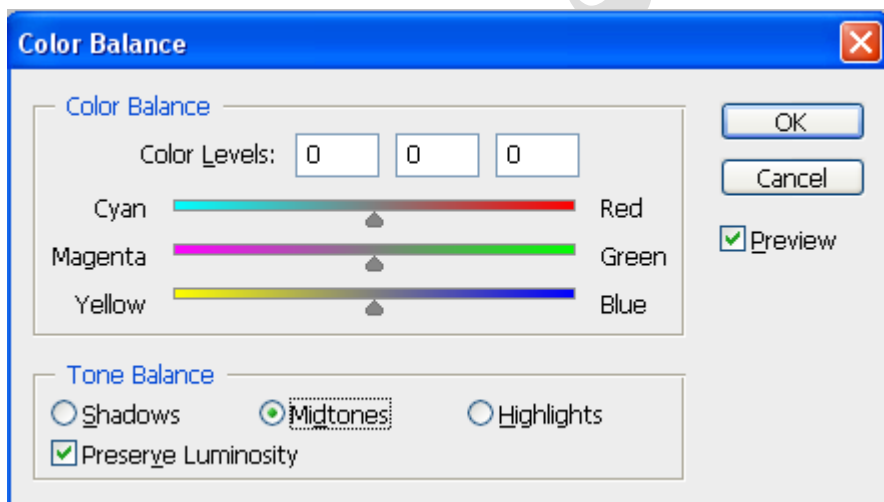 Color Balance
Color Balance
Color Levels: 0 0 0
Cyan Red
Magenta Green
Yellow Blue
OK
Cancel
Preview
Tone Balance
Shadows Midtones Highlights
Preserve Luminosity